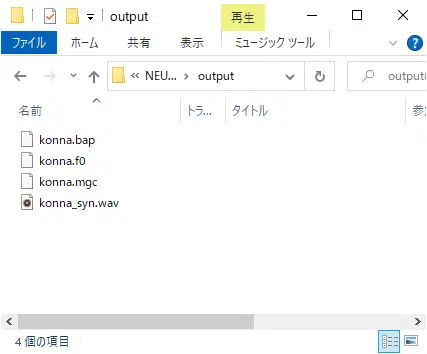 output
再生
ファイル ホーム 共有 表示 ミュージック ツール
« NEU... output
名前 トラ... タイトル
konna.bap
konna.f0
konna.mgc
konna_syn.wav
4 個の項目